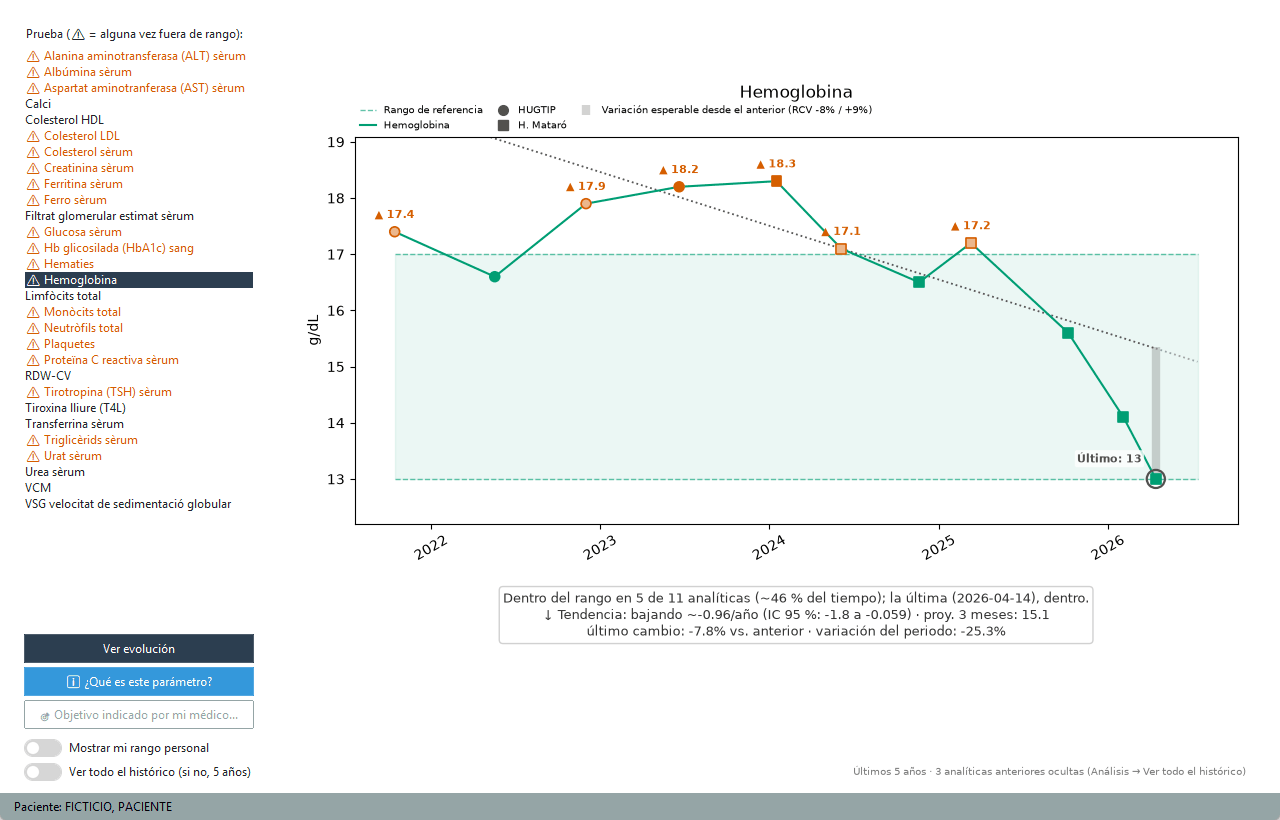 Prueba (⚠ = alguna vez fuera de rango):
⚠ Alanina aminotransferasa (ALT) sèrum
⚠ Albúmina sèrum
⚠ Aspartat aminotranferasa (AST) sèrum
Calci
Colesterol HDL
⚠ Colesterol LDL
⚠ Colesterol sèrum
⚠ Creatinina sèrum
⚠ Ferritina sèrum
⚠ Ferro sèrum
Filtrat glomerular estimat sèrum
⚠ Glucosa sèrum
⚠ Hb glicosilada (HbA1c) sang
⚠ Hematies
⚠ Hemoglobina
Limfòcits total
⚠ Monòcits total
⚠ Neutròfils total
⚠ Plaquetes
⚠ Proteïna C reactiva sèrum
RDW-CV
⚠ Tirotropina (TSH) sèrum
Tiroxina lliure (T4L)
Transferrina sèrum
⚠ Triglicèrids sèrum
⚠ Urat sèrum
Urea sèrum
VCM
VSG velocitat de sedimentació globular
Ver evolución
¿Qué es este parámetro?
Objetivo indicado por mi médico...
Mostrar mi rango personal
Ver todo el histórico (si no, 5 años)
Hemoglobina
Rango de referencia
Hemoglobina
HUGTIP
H. Mataró
Variación esperable desde el anterior (RCV -8% / +9%)
g/dL
19
18
17
16
15
14
13
▲ 17.4
▲ 17.9
▲ 18.2
▲ 18.3
▲ 17.1
▲ 17.2
Último: 13
2022
2023
2024
2025
2026
Dentro del rango en 5 de 11 analíticas (~46 % del tiempo); la última (2026-04-14), dentro.
↓ Tendencia: bajando ~-0.96/año (IC 95 %: -1.8 a -0.059) · proy. 3 meses: 15.1
último cambio: -7.8% vs. anterior · variación del periodo: -25.3%
Últimos 5 años · 3 analíticas anteriores ocultas (Análisis → Ver todo el histórico)
Paciente: FICTICIO, PACIENTE